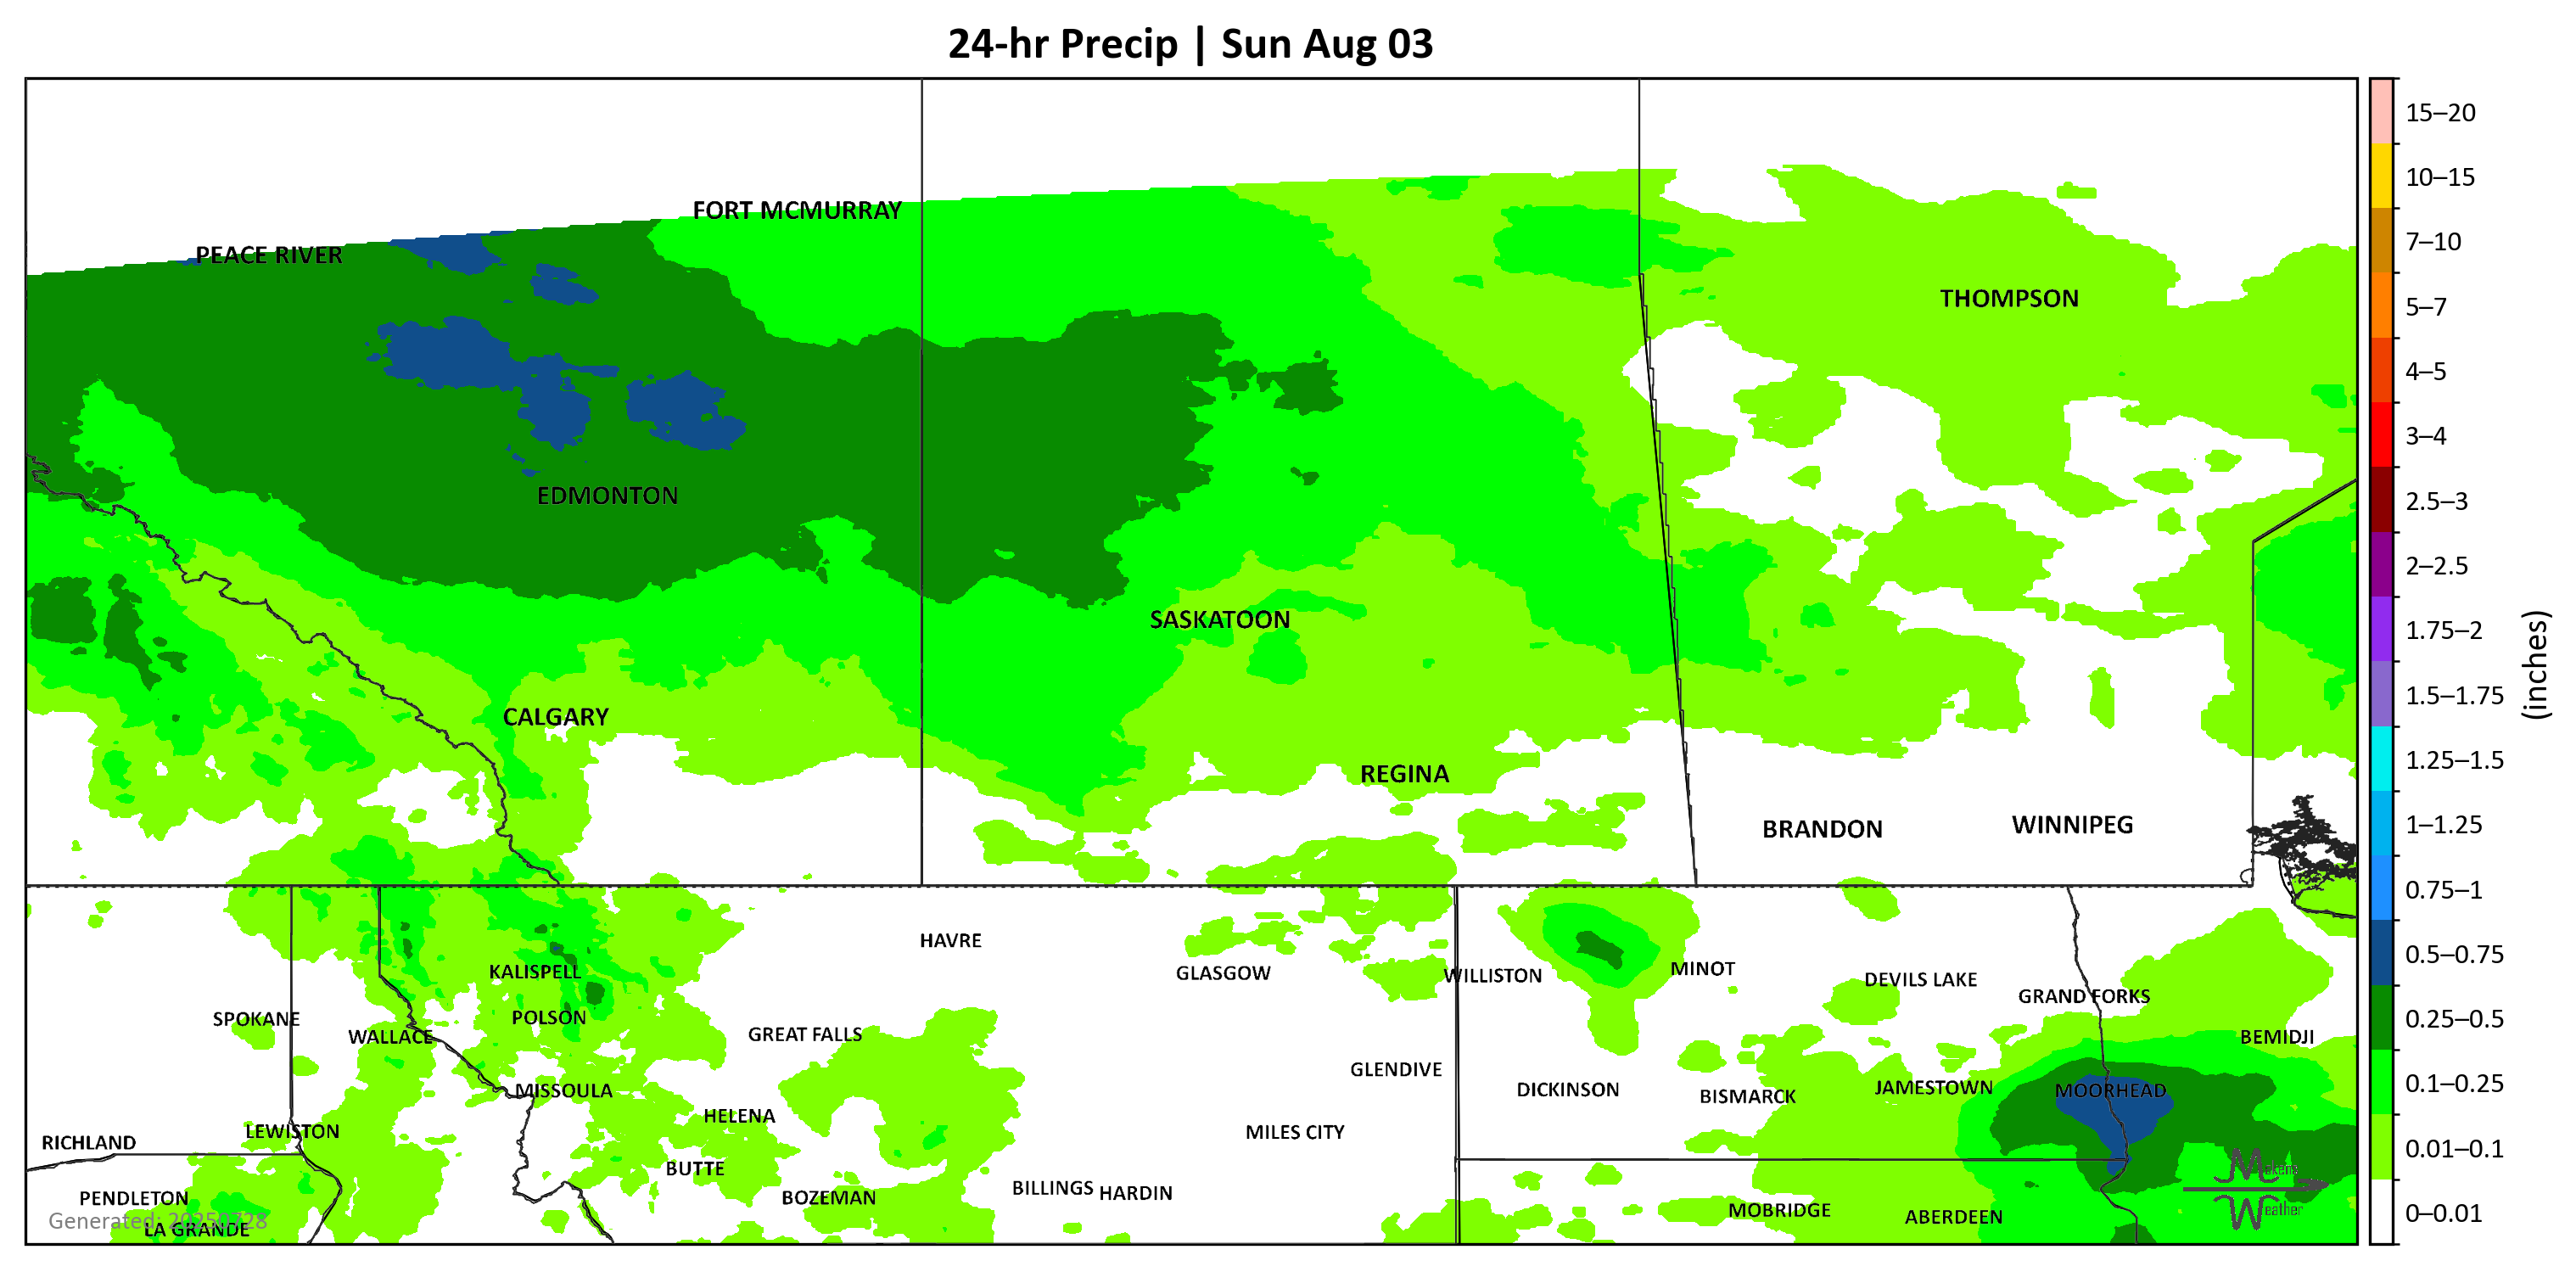 24-hr Precip | Sun Aug 03
FORT MCMURRAY
PEACE RIVER
THOMPSON
EDMONTON
SASKATOON
CALGARY
REGINA
BRANDON
WINNIPEG
HAVRE
KALISPELL
GLASGOW
WILLISTON
MINOT
DEVILS LAKE
GRAND FORKS
SPOKANE
POLSON
WALLACE
GREAT FALLS
BEMIDJI
GLENDIVE
MISSOULA
DICKINSON
BISMARCK
JAMESTOWN
MOORHEAD
HELENA
LEWISTON
MILES CITY
RICHLAND
BUTTE
PENDLETON
BOZEMAN
BILLINGS
HARDIN
MOBRIDGE
ABERDEEN
Generated: 20250728
LA GRANDE
Makens
Weather
15–20
10–15
7–10
5–7
4–5
3–4
2.5–3
2–2.5
1.75–2
1.5–1.75
1.25–1.5
1–1.25
0.75–1
0.5–0.75
0.25–0.5
0.1–0.25
0.01–0.1
0–0.01
(inches)